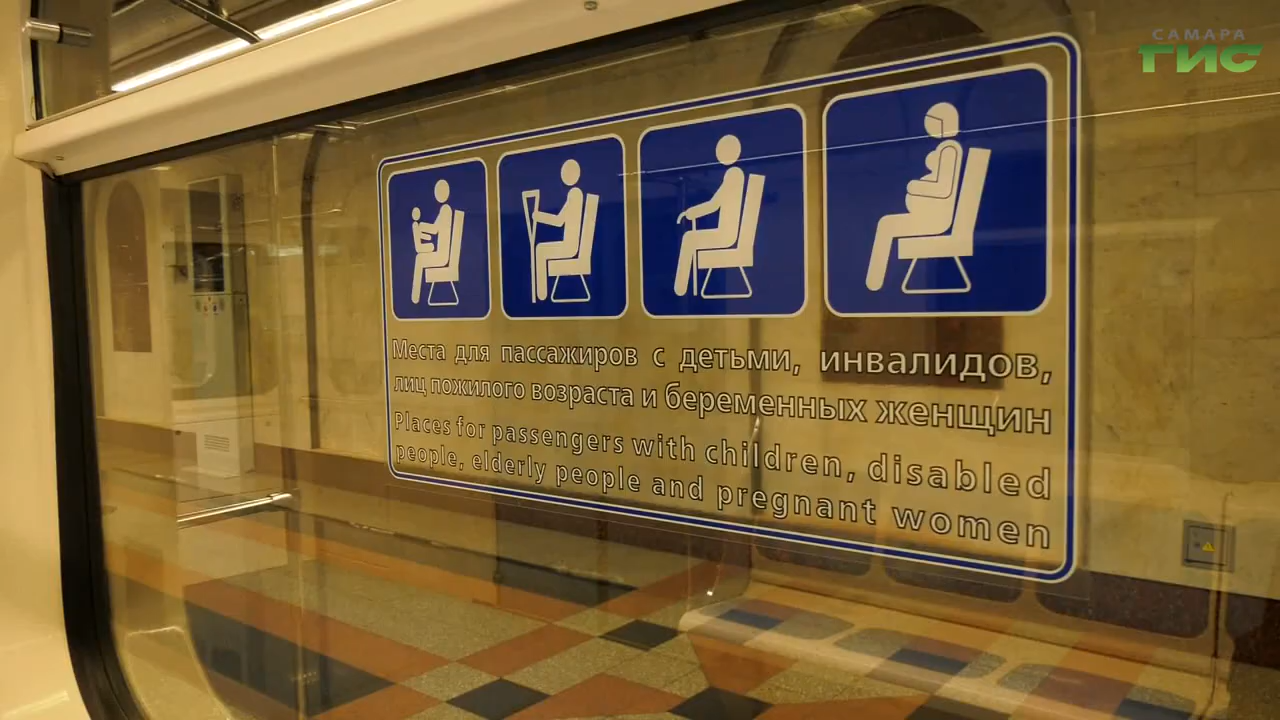 САМАРА
ГИС
Места для пассажиров с детьми, инвалидов,
лиц пожилого возраста и беременных женщин
Places for passengers with children, disabled
people, elderly people and pregnant women